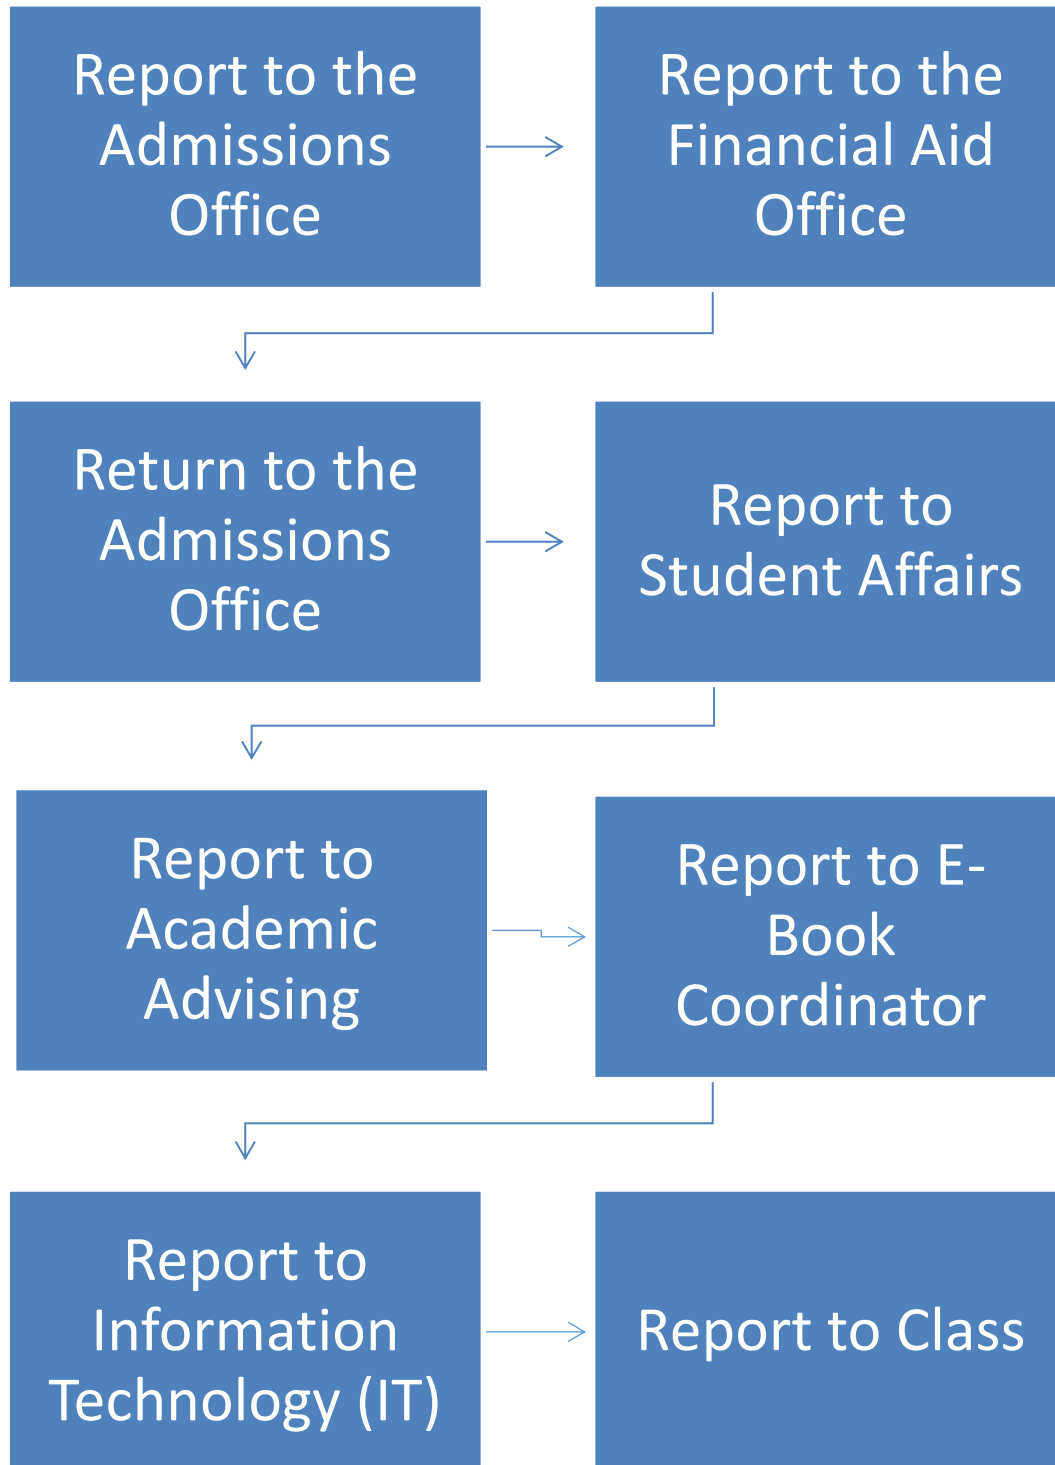 Report to the
Admissions
Office
Report to the
Financial Aid
Office
Return to the
Admissions
Office
Report to
Student Affairs
Report to
Academic
Advising
Report to E-
Book
Coordinator
Report to
Information
Technology (IT)
Report to Class